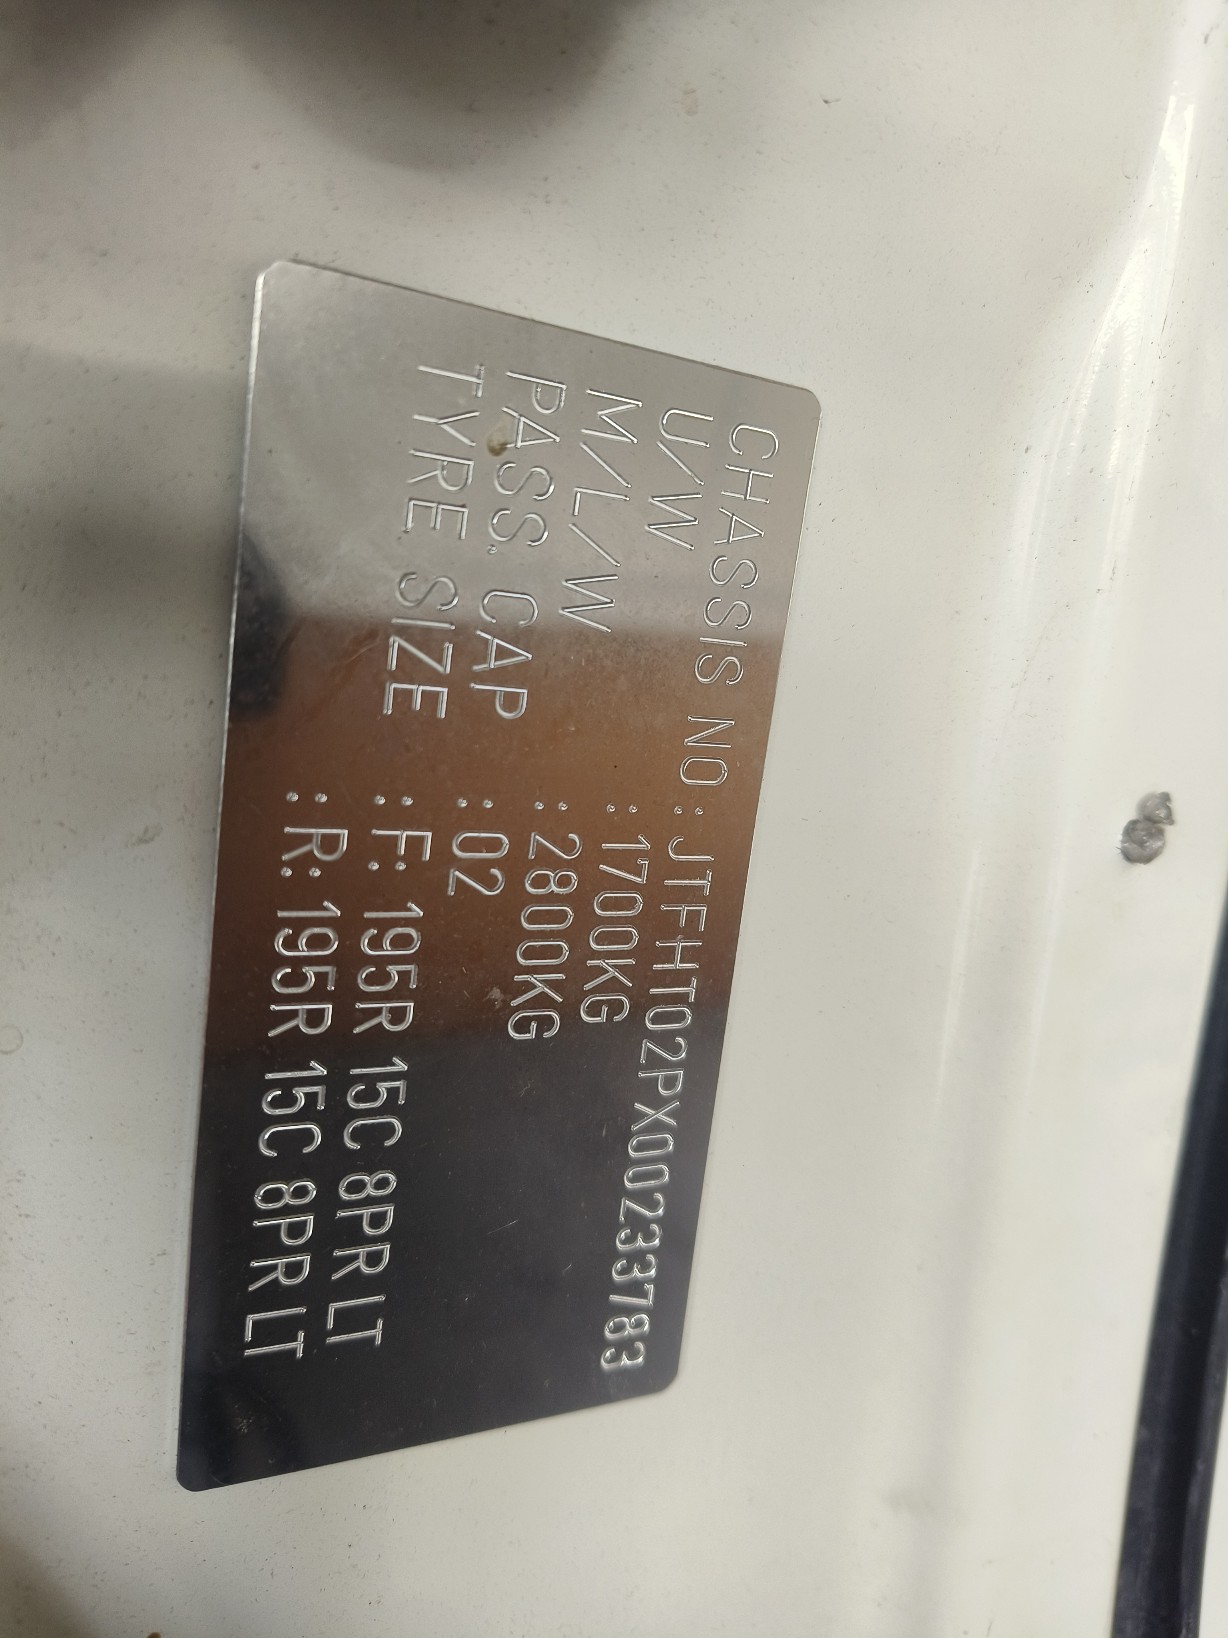 CHASSIS NO : JTFHT02PX00233783
U/W : 1700KG
M/L/W : 2800KG
PASS. CAP : 02
TYRE SIZE : F: 195R 15C 8PR LT
: R: 195R 15C 8PR LT